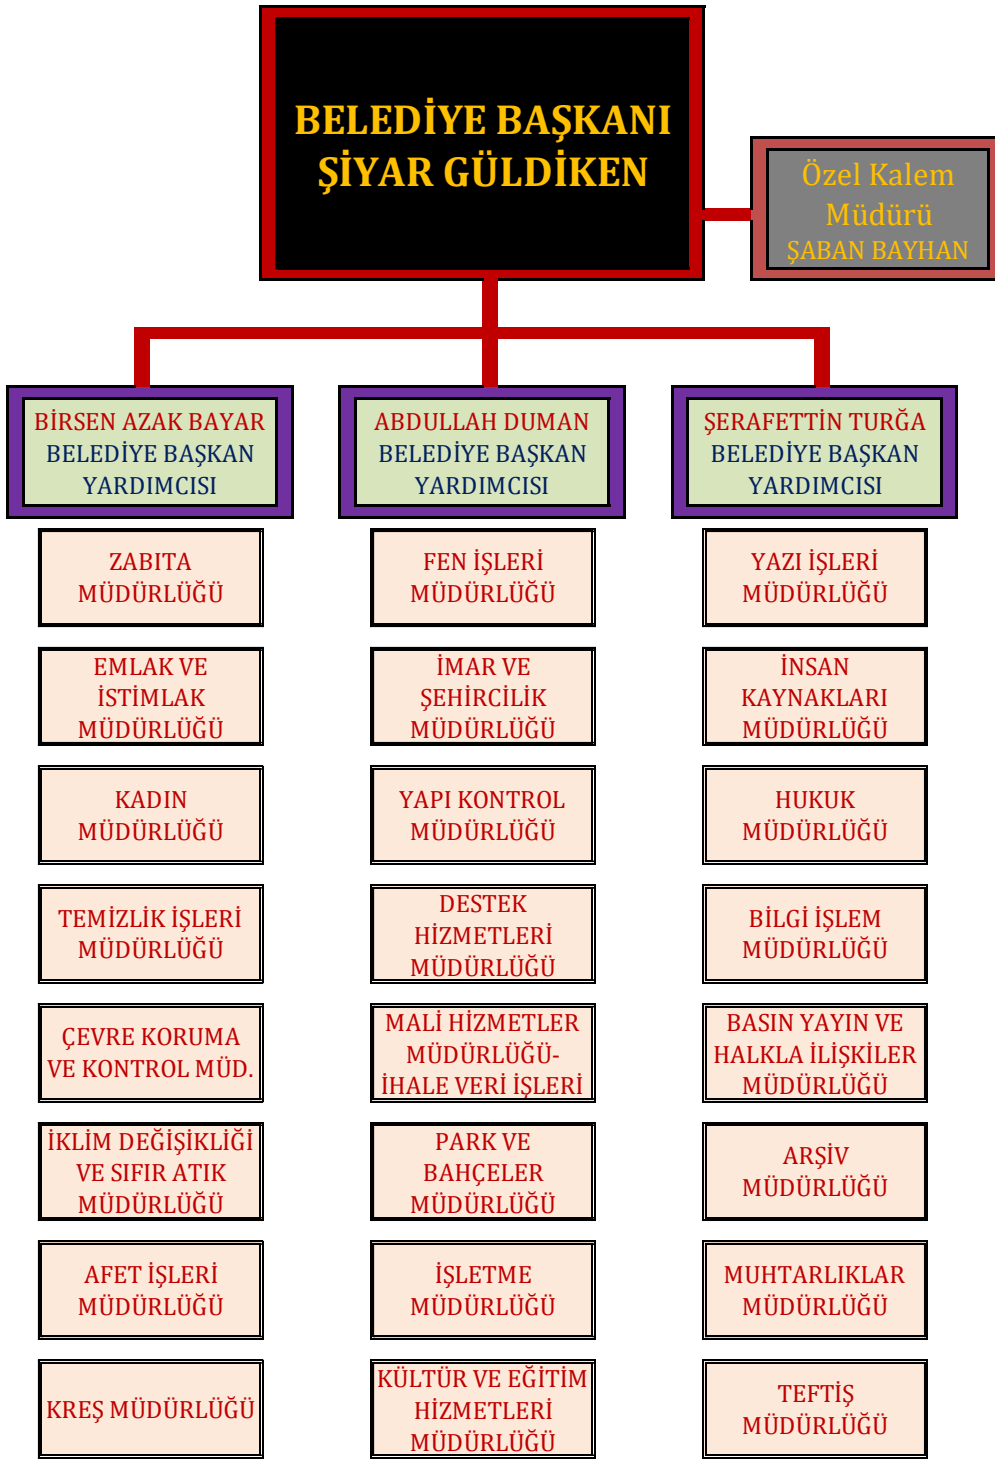 BELEDİYE BAŞKANI
ŞİYAR GÜLDİKEN
Özel Kalem
Müdürü
ŞABAN BAYHAN
BİRSEN AZAK BAYAR
BELEDİYE BAŞKAN
YARDIMCISI
ABDULLAH DUMAN
BELEDİYE BAŞKAN
YARDIMCISI
ŞERAFETTİN TURĞA
BELEDİYE BAŞKAN
YARDIMCISI
ZABITA
MÜDÜRLÜĞÜ
EMLAK VE
İSTİMLAK
MÜDÜRLÜĞÜ
KADIN
MÜDÜRLÜĞÜ
TEMİZLİK İŞLERİ
MÜDÜRLÜĞÜ
ÇEVRE KORUMA
VE KONTROL MÜD.
İKLİM DEĞİŞİKLİĞİ
VE SIFIR ATIK
MÜDÜRLÜĞÜ
AFET İŞLERİ
MÜDÜRLÜĞÜ
KREŞ MÜDÜRLÜĞÜ
FEN İŞLERİ
MÜDÜRLÜĞÜ
İMAR VE
ŞEHİRCİLİK
MÜDÜRLÜĞÜ
YAPI KONTROL
MÜDÜRLÜĞÜ
DESTEK
HİZMETLERİ
MÜDÜRLÜĞÜ
MALİ HİZMETLER
MÜDÜRLÜĞÜ-
İHALE VERİ İŞLERİ
PARK VE
BAHÇELER
MÜDÜRLÜĞÜ
İŞLETME
MÜDÜRLÜĞÜ
KÜLTÜR VE EĞİTİM
HİZMETLERİ
MÜDÜRLÜĞÜ
YAZI İŞLERİ
MÜDÜRLÜĞÜ
İNSAN
KAYNAKLARI
MÜDÜRLÜĞÜ
HUKUK
MÜDÜRLÜĞÜ
BİLGİ İŞLEM
MÜDÜRLÜĞÜ
BASIN YAYIN VE
HALKLA İLİŞKİLER
MÜDÜRLÜĞÜ
ARŞİV
MÜDÜRLÜĞÜ
MUHTARLIKLAR
MÜDÜRLÜĞÜ
TEFTİŞ
MÜDÜRLÜĞÜ